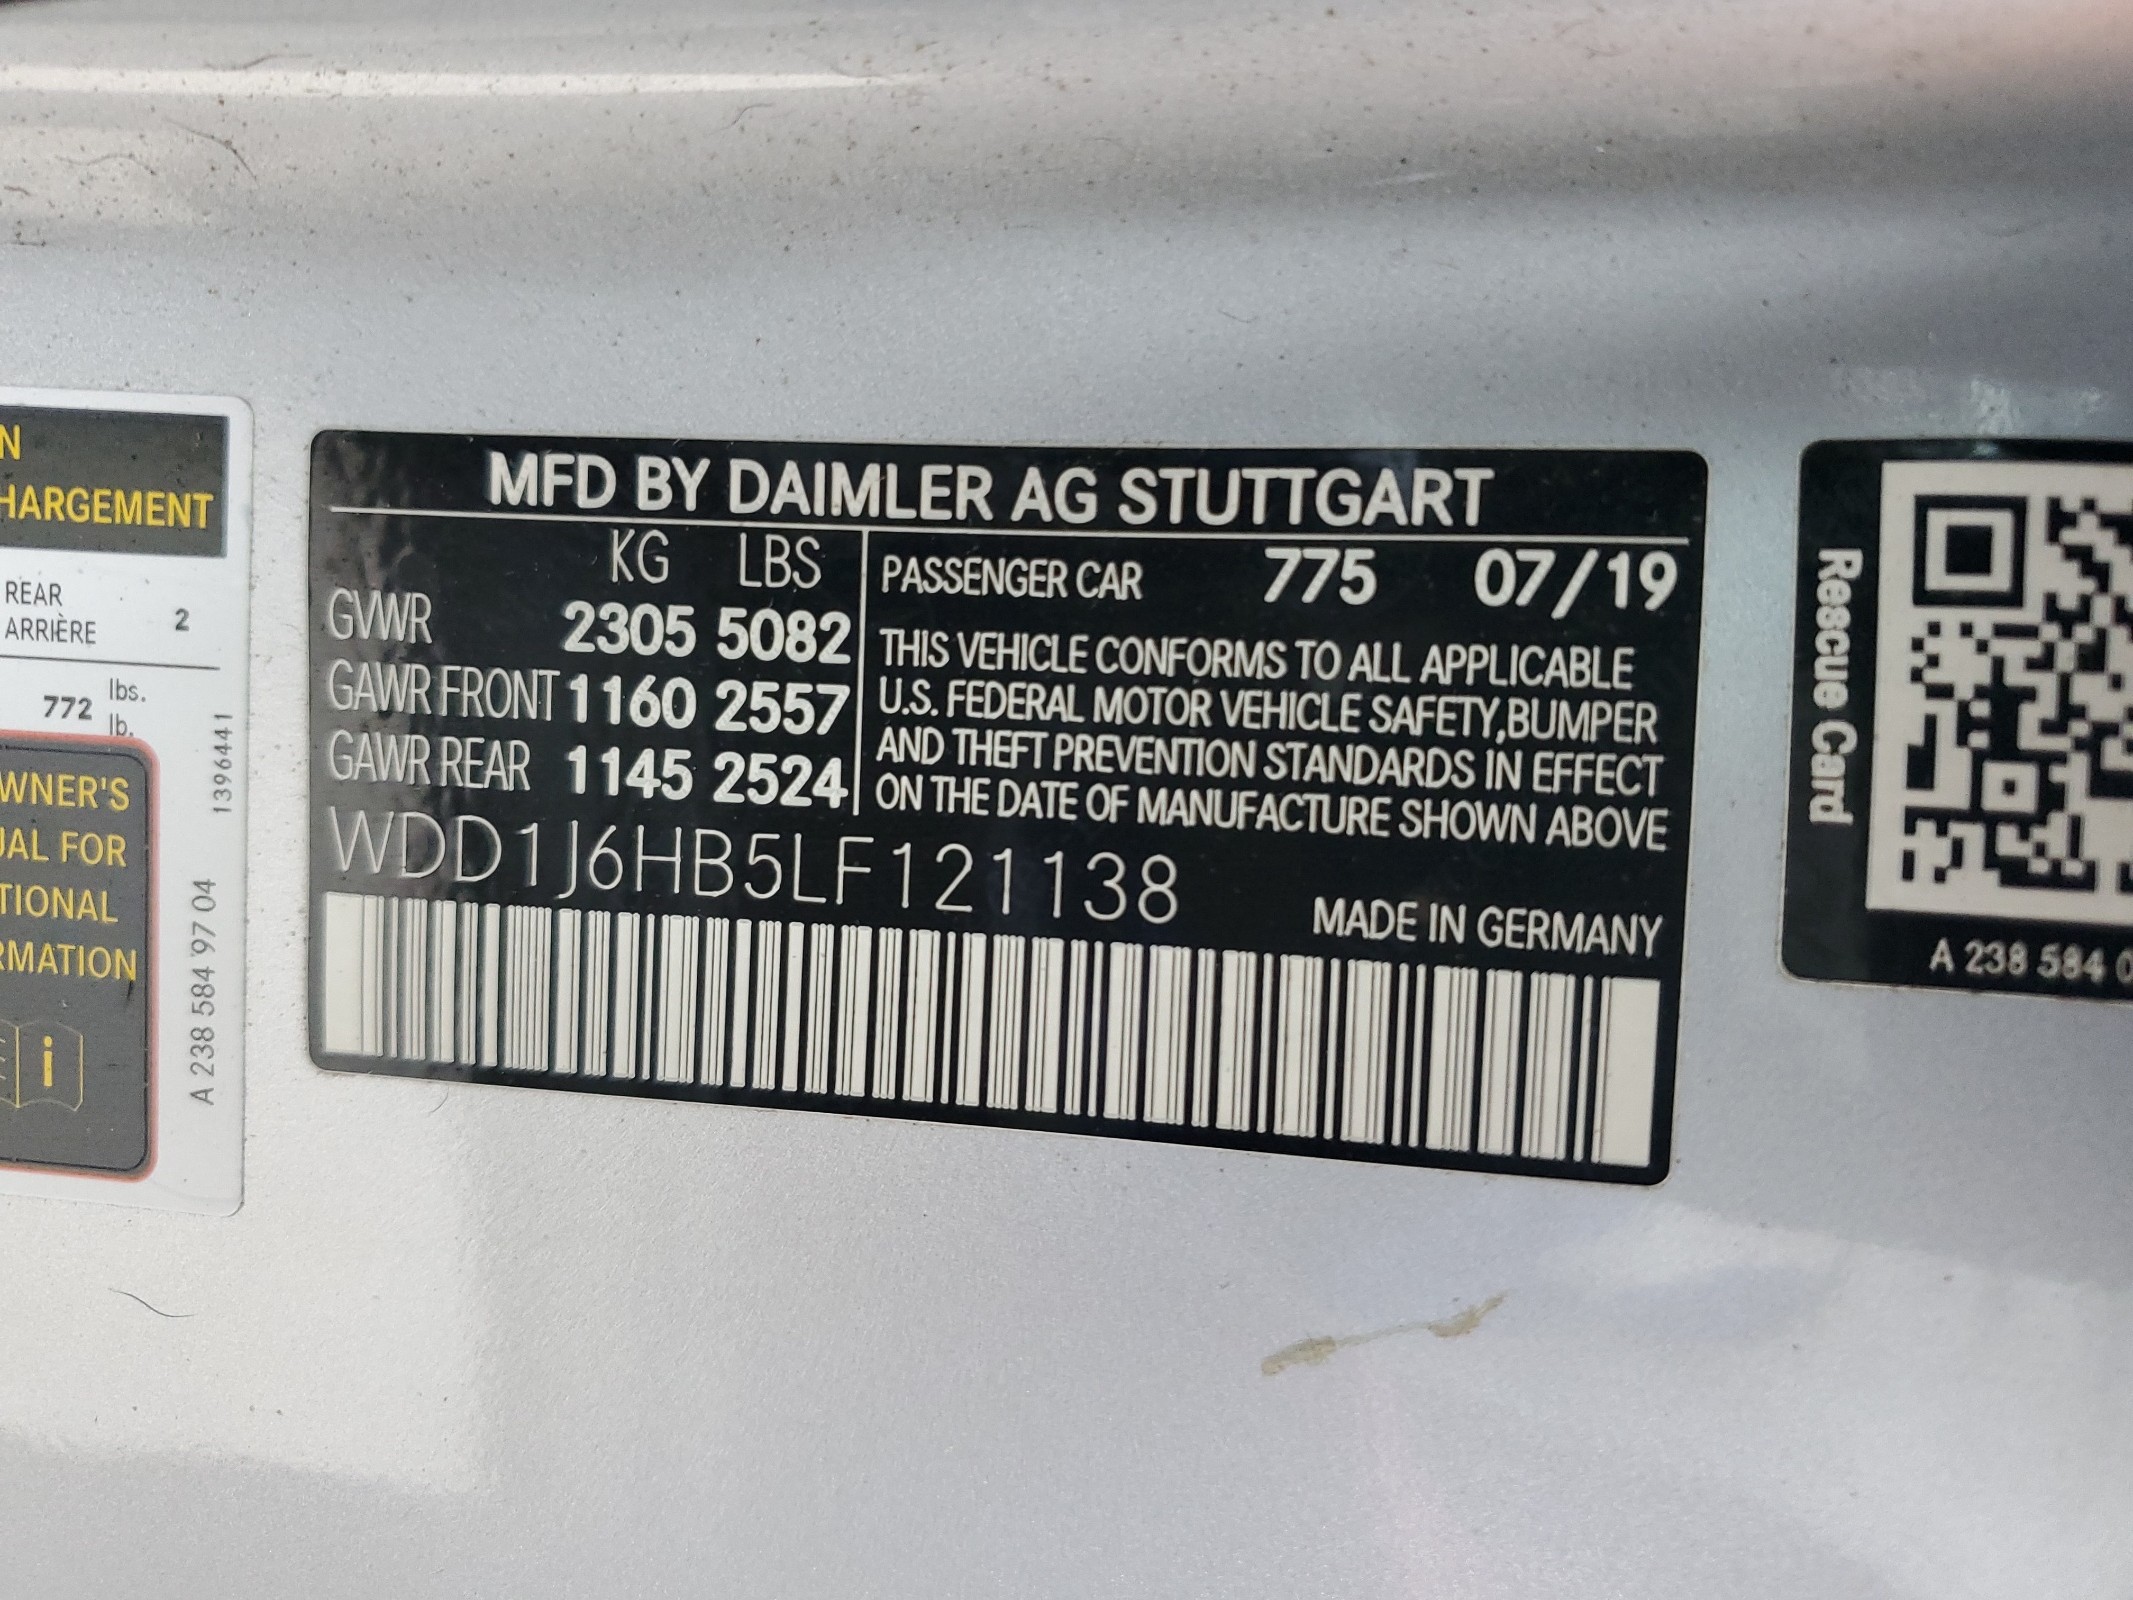 N
HARGEMENT
REAR
ARRIÈRE
2
772 lbs.
lb.
WNER'S
UAL FOR
TIONAL
RMATION
i
A 238 584 97 04
1396441
MFD BY DAIMLER AG STUTTGART
KG LBS
GVWR 2305 5082
GAWR FRONT 1160 2557
GAWR REAR 1145 2524
PASSENGER CAR 775 07/19
THIS VEHICLE CONFORMS TO ALL APPLICABLE
U.S. FEDERAL MOTOR VEHICLE SAFETY,BUMPER
AND THEFT PREVENTION STANDARDS IN EFFECT
ON THE DATE OF MANUFACTURE SHOWN ABOVE
WDD1J6HB5LF121138
MADE IN GERMANY
Rescue Card
A 238 584 0